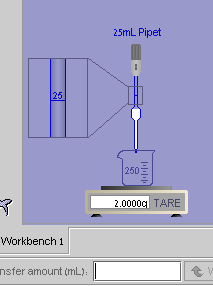 25mL Pipet
25
250
2.0000g TARE
Workbench 1
nsfer amount (mL):